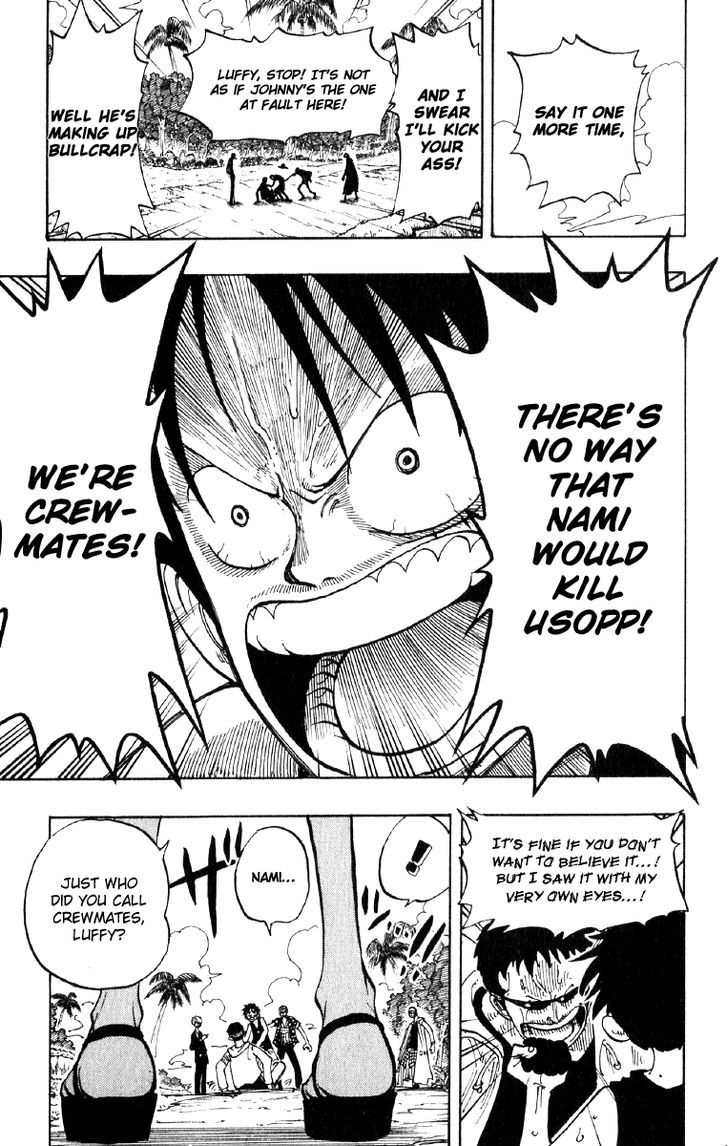 SAY IT ONE
MORE TIME,
AND I
SWEAR
I'LL KICK
YOUR
ASS!
LUFFY, STOP! IT'S NOT
AS IF JOHNNY'S THE ONE
AT FAULT HERE!
WELL HE'S
MAKING UP
BULLCRAP!
THERE'S
NO WAY
THAT
NAMI
WOULD
KILL
USOPP!
WE'RE
CREW-
MATES!
IT'S FINE IF YOU DON'T
WANT TO BELIEVE IT...!
BUT I SAW IT WITH MY
VERY OWN EYES...!
!
NAMI...
JUST WHO
DID YOU CALL
CREWMATES,
LUFFY?